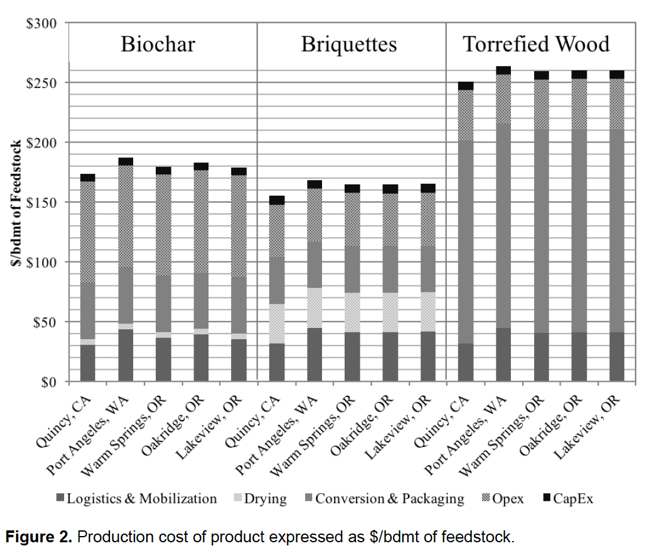 $300
Biochar
Briquettes
Torrefied Wood
$250
$200
$150
$100
$50
$0
$/bdmt of Feedstock
Quincy, CA
Port Angeles, WA
Warm Springs, OR
Oakridge, OR
Lakeview, OR
Quincy, CA
Port Angeles, WA
Warm Springs, OR
Oakridge, OR
Lakeview, OR
Quincy, CA
Port Angeles, WA
Warm Springs, OR
Oakridge, OR
Lakeview, OR
Logistics & Mobilization
Drying
Conversion & Packaging
Opex
CapEx
Figure 2. Production cost of product expressed as $/bdmt of feedstock.